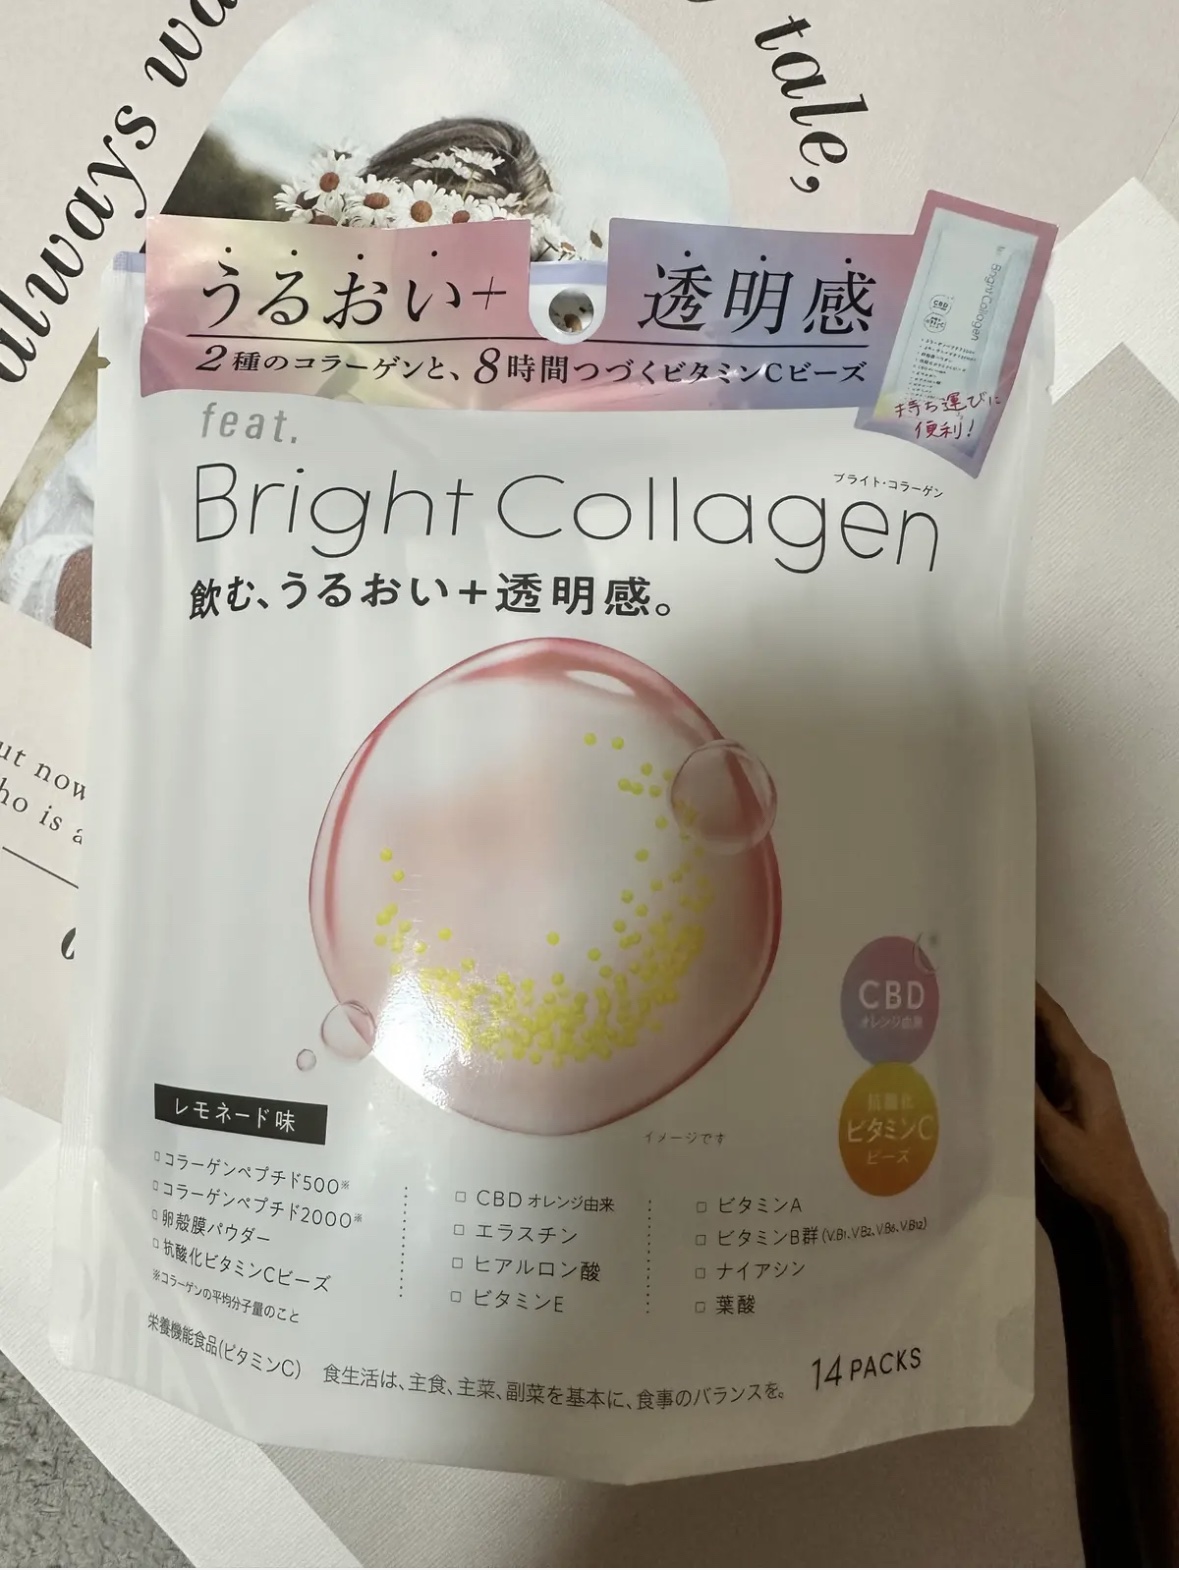 always wa
y tale,
うるおい+ 透明感
2種のコラーゲンと、8時間つづくビタミンCビーズ
Bright Collagen
CBD
持ち運びに
便利!
feat.
Bright Collagen
ブライト・コラーゲン
飲む、うるおい+透明感。
ut now
ho is a
CBD
オレンジ由来
抗酸化
ビタミンC
ビーズ
イメージです
レモネード味
□ コラーゲンペプチド500※
□ コラーゲンペプチド2000※
□ 卵殻膜パウダー
□ 抗酸化ビタミンCビーズ
※コラーゲンの平均分子量のこと
□ CBD オレンジ由来
□ エラスチン
□ ヒアルロン酸
□ ビタミンE
□ ビタミンA
□ ビタミンB群(V.B1、V.B2、V.B6、V.B12)
□ ナイアシン
□ 葉酸
栄養機能食品(ビタミンC) 食生活は、主食、主菜、副菜を基本に、食事のバランスを。
14 PACKS